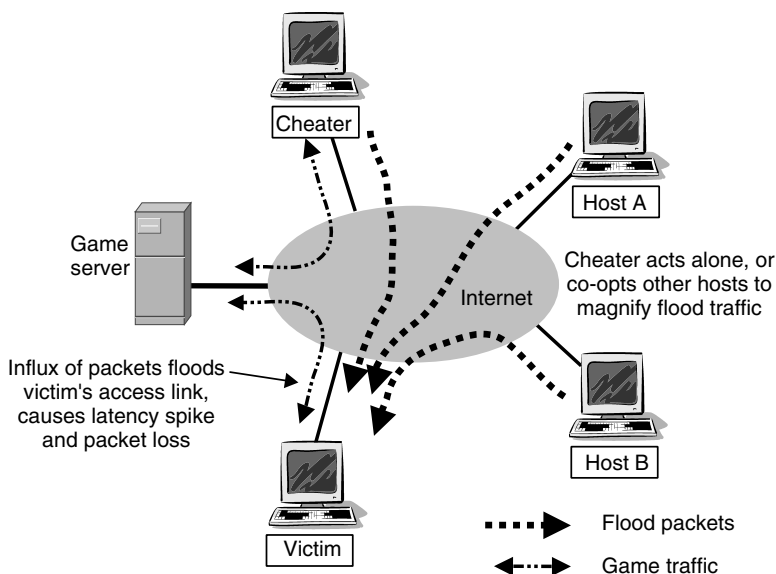 Cheater
Host A
Game
server
Internet
Cheater acts alone, or
co-opts other hosts to
magnify flood traffic
Influx of packets floods
victim's access link,
causes latency spike
and packet loss
Host B
Victim
Flood packets
Game traffic